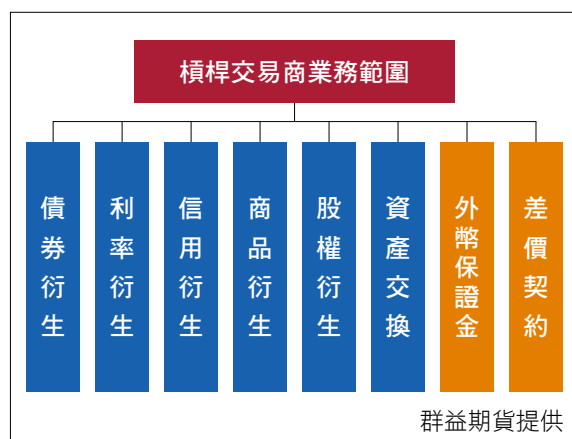 槓桿交易商業務範圍
債券衍生
利率衍生
信用衍生
商品衍生
股權衍生
資產交換
外幣保證金
差價契約
群益期貨提供